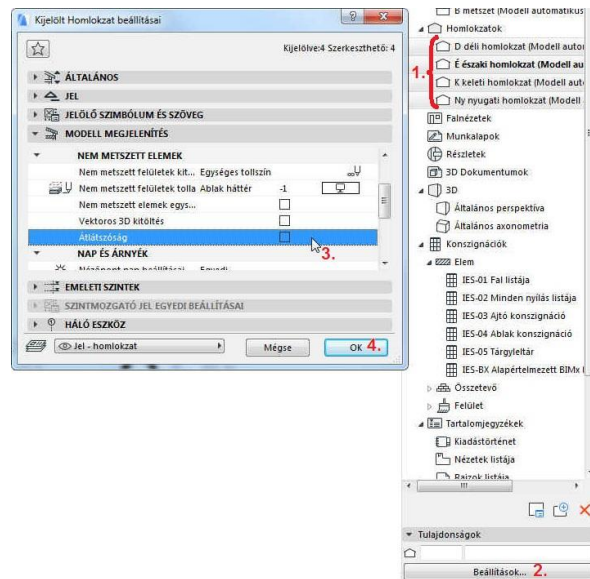 Kijelölt Homlokzat beállításai
Kijelölve:4 Szerkeszthető: 4
ÁLTALÁNOS
JEL
JELÖLŐ SZIMBÓLUM ÉS SZÖVEG
MODELL MEGJELENÍTÉS
NEM METSZETT ELEMEK
Nem metszett felületek kit... Egységes tollszín
Nem metszett felületek tolla Ablak háttér -1
Nem metszett elemek egys...
Vektoros 3D kitöltés
Átlátszóság
3.
NAP ÉS ÁRNYÉK
Nézőpont nap beállításai Egyedi
EMELETI SZINTEK
SZINTMOZGATÓ JEL EGYEDI BEÁLLÍTÁSAI
HÁLÓ ESZKÖZ
Jel - homlokzat
Mégse
OK 4.
B metszet (Modell automatikus
Homlokzatok
1.
D déli homlokzat (Modell autor
É északi homlokzat (Modell au
K keleti homlokzat (Modell aut
Ny nyugati homlokzat (Modell
Falnézetek
Munkalapok
Részletek
3D Dokumentumok
3D
Általános perspektíva
Általános axonometria
Konszignációk
Elem
IES-01 Fal listája
IES-02 Minden nyílás listája
IES-03 Ajtó konszignáció
IES-04 Ablak konszignáció
IES-05 Tárgyleltár
IES-BX Alapértelmezett BIMx
Összetevő
Felület
Tartalomjegyzékek
Kiadástörténet
Nézetek listája
Rajzok listája
Tulajdonságok
Beállítások... 2.